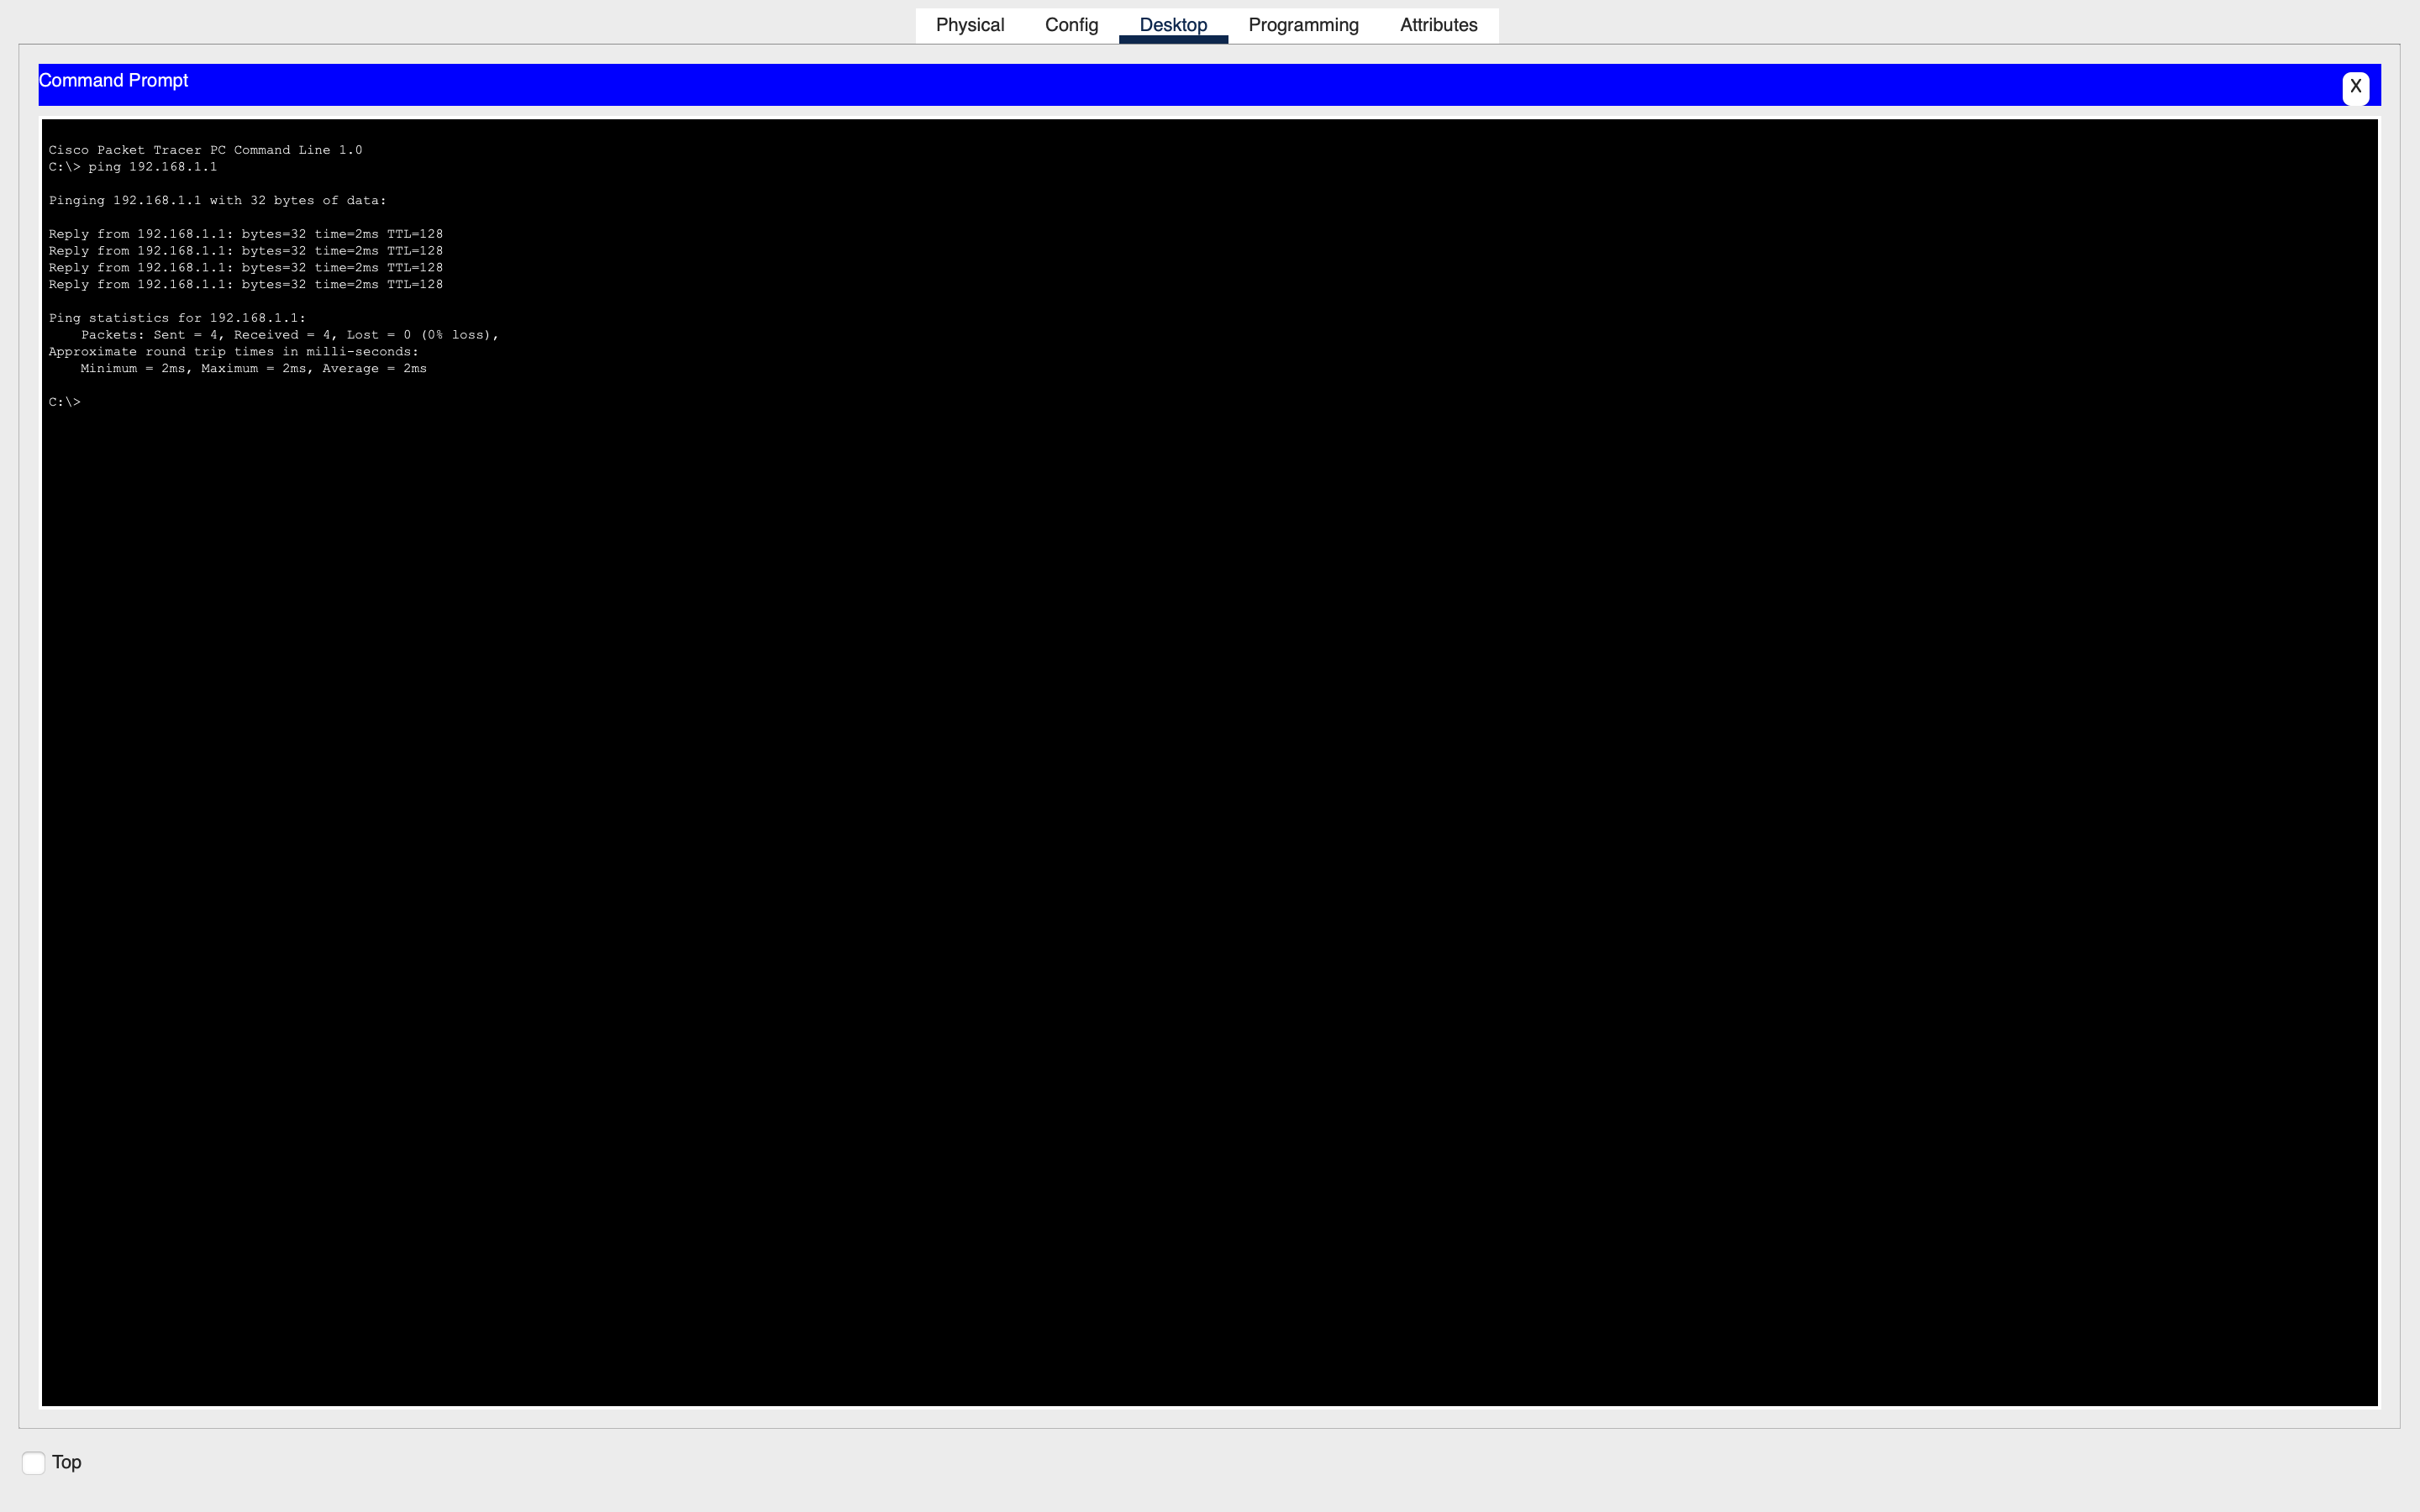 Physical Config Desktop Programming Attributes
Command Prompt X
Cisco Packet Tracer PC Command Line 1.0
C:\> ping 192.168.1.1
Pinging 192.168.1.1 with 32 bytes of data:
Reply from 192.168.1.1: bytes=32 time=2ms TTL=128
Reply from 192.168.1.1: bytes=32 time=2ms TTL=128
Reply from 192.168.1.1: bytes=32 time=2ms TTL=128
Reply from 192.168.1.1: bytes=32 time=2ms TTL=128
Ping statistics for 192.168.1.1:
    Packets: Sent = 4, Received = 4, Lost = 0 (0% loss),
Approximate round trip times in milli-seconds:
    Minimum = 2ms, Maximum = 2ms, Average = 2ms
C:\>
Top